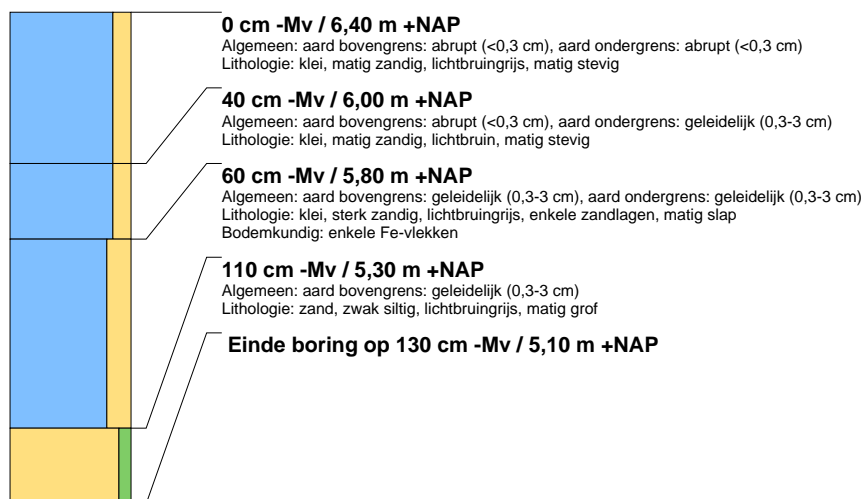 0 cm -Mv / 6,40 m +NAP
Algemeen: aard bovengrens: abrupt (<0,3 cm), aard ondergrens: abrupt (<0,3 cm)
Lithologie: klei, matig zandig, lichtbruingrijs, matig stevig
40 cm -Mv / 6,00 m +NAP
Algemeen: aard bovengrens: abrupt (<0,3 cm), aard ondergrens: geleidelijk (0,3-3 cm)
Lithologie: klei, matig zandig, lichtbruin, matig stevig
60 cm -Mv / 5,80 m +NAP
Algemeen: aard bovengrens: geleidelijk (0,3-3 cm), aard ondergrens: geleidelijk (0,3-3 cm)
Lithologie: klei, sterk zandig, lichtbruingrijs, enkele zandlagen, matig slap
Bodemkundig: enkele Fe-vlekken
110 cm -Mv / 5,30 m +NAP
Algemeen: aard bovengrens: geleidelijk (0,3-3 cm)
Lithologie: zand, zwak siltig, lichtbruingrijs, matig grof
Einde boring op 130 cm -Mv / 5,10 m +NAP